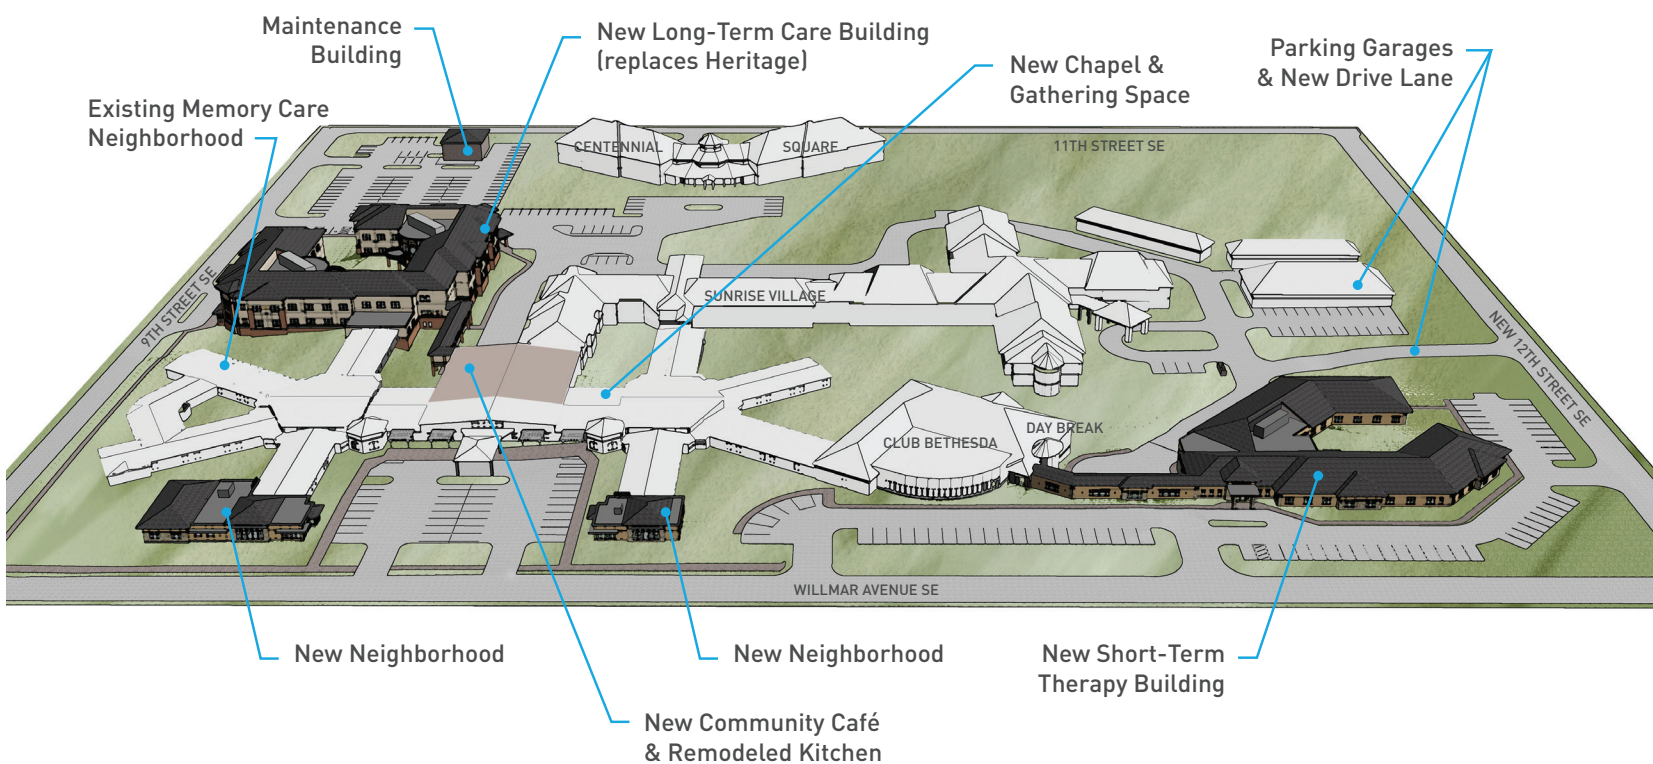 Maintenance
Building
New Long-Term Care Building
(replaces Heritage)
New Chapel &
Gathering Space
Parking Garages
& New Drive Lane
Existing Memory Care
Neighborhood
CENTENNIAL SQUARE
11TH STREET SE
9TH STREET SE
SUNRISE VILLAGE
NEW 12TH STREET SE
CLUB BETHESDA
DAY BREAK
WILLMAR AVENUE SE
New Neighborhood
New Neighborhood
New Short-Term
Therapy Building
New Community Café
& Remodeled Kitchen